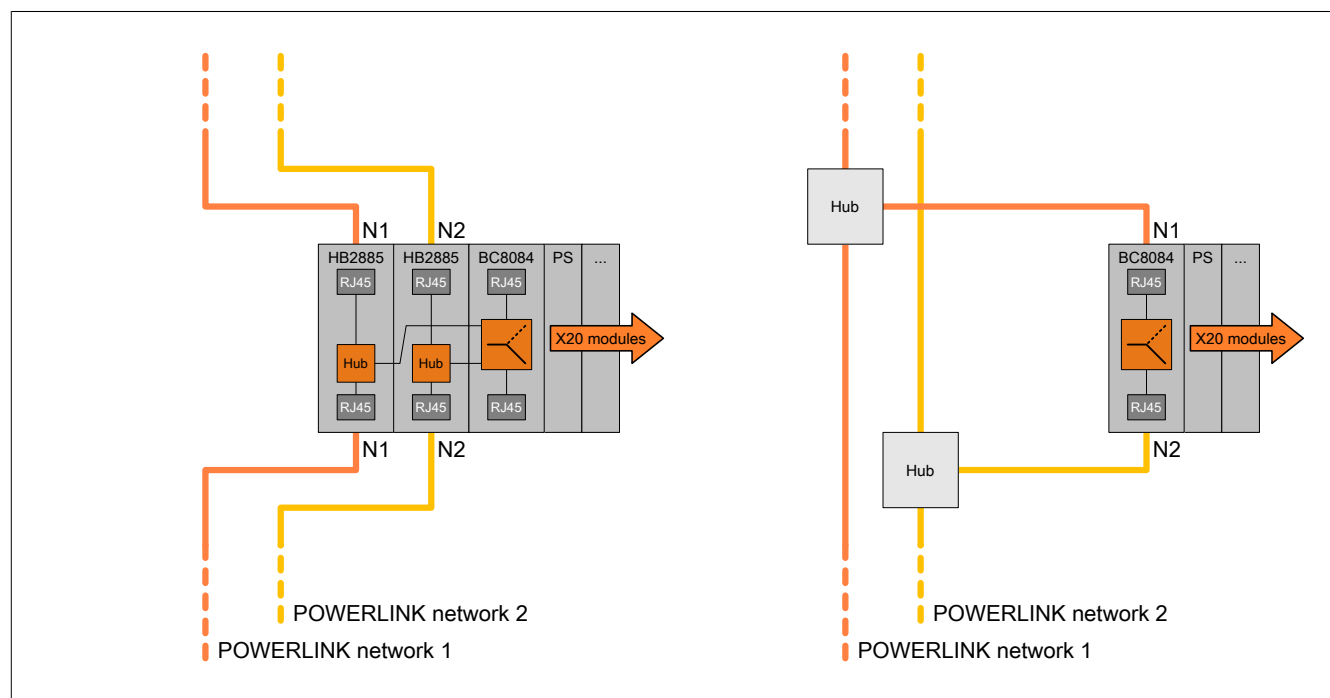 N1 N2
HB2885 HB2885 BC8084 PS ...
RJ45 RJ45 RJ45
X20 modules
Hub Hub
RJ45 RJ45 RJ45
N1 N2
POWERLINK network 2
POWERLINK network 1
Hub
N1
BC8084 PS ...
RJ45
X20 modules
RJ45
N2
Hub
POWERLINK network 2
POWERLINK network 1